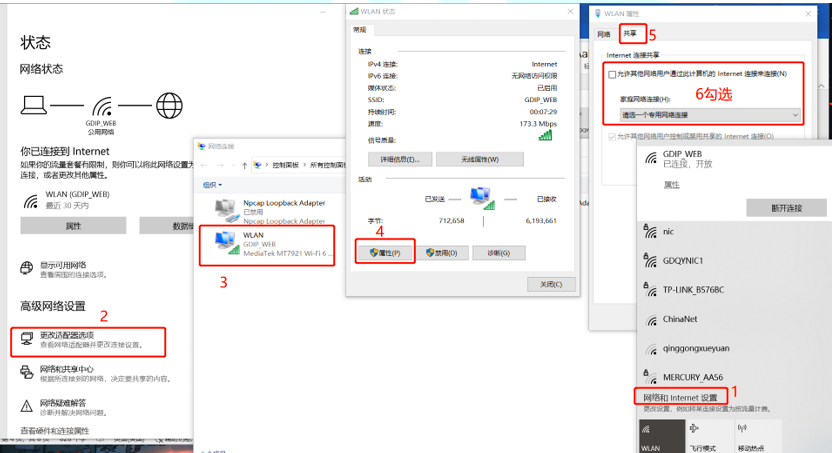 状态
网络状态
GDIP_WEB
公用网络
你已连接到 Internet
如果你的流量套餐有限制，则你可以将此网络设置为
连接，或者更改其他属性。
WLAN (GDIP_WEB)
最近 30 天内
属性
数据使
显示可用网络
查看周围的连接选项。
高级网络设置
2
更改适配器选项
查看网络适配器并更改连接设置。
网络和共享中心
根据所连接到的网络，决定要共享的内容。
网络疑难解答
诊断并解决网络问题。
查看硬件和连接属性
网络连接
控制面板 › 所有控制面板
组织
Npcap Loopback Adapter
已禁用
Npcap Loopback Adapter
WLAN
GDIP_WEB
MediaTek MT7921 Wi-Fi 6 ...
3
WLAN 状态
常规
连接
IPv4 连接: Internet
IPv6 连接: 无网络访问权限
媒体状态: 已启用
SSID: GDIP_WEB
持续时间: 00:07:29
速度: 173.3 Mbps
信号质量:
详细信息(E)...
无线属性(W)
活动
已发送
已接收
4
字节: 712,658 6,193,661
属性(P)
禁用(D)
诊断(G)
关闭(C)
WLAN 属性
网络
共享
5
Internet 连接共享
允许其他网络用户通过此计算机的 Internet 连接来连接(N)
6勾选
家庭网络连接(H):
请选一个专用网络连接
允许其他网络用户控制或禁用共享的 Internet 连接(O)
GDIP_WEB
已连接，开放
属性
断开连接
nic
GDQYNIC1
TP-LINK_B576BC
ChinaNet
qinggongxueyuan
MERCURY_AA56
网络和 Internet 设置
1
更改设置，例如将某连接设置为按流量计费。
WLAN
飞行模式
移动热点